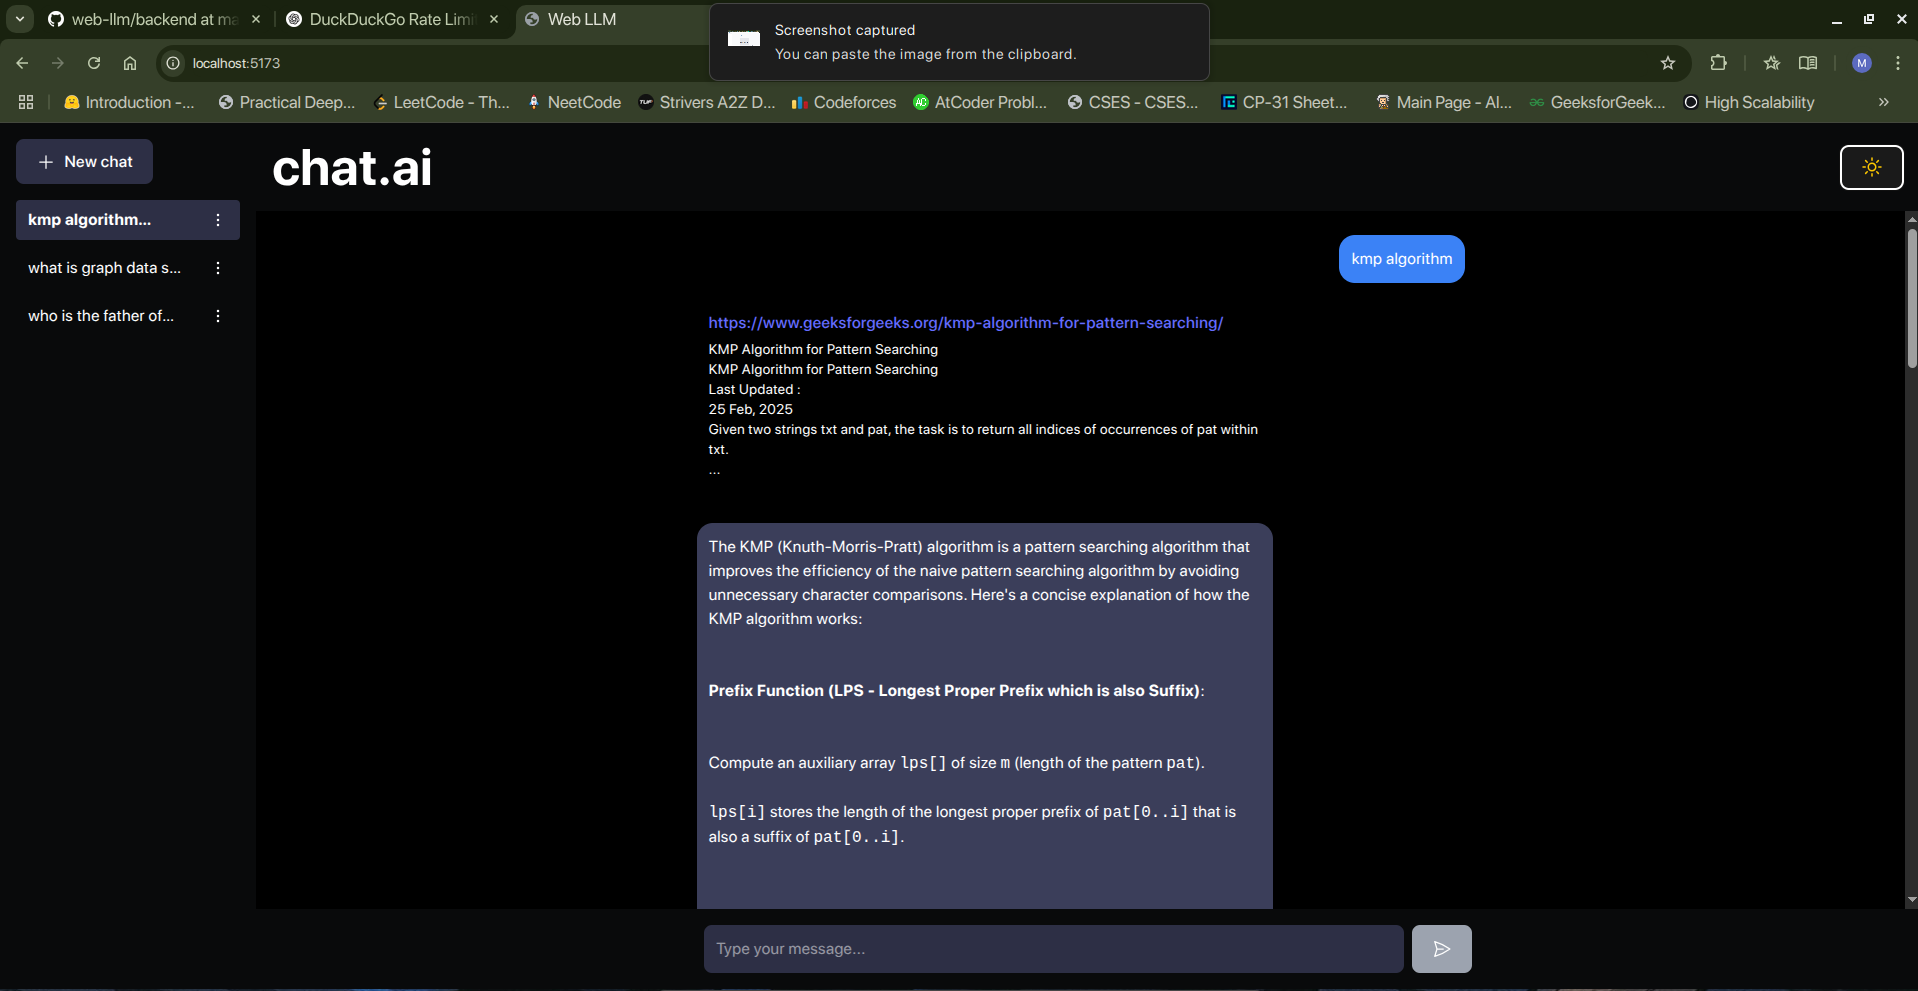 web-llm/backend at ma
DuckDuckGo Rate Limi
Web LLM
Screenshot captured
You can paste the image from the clipboard.
localhost:5173
M
Introduction -...
Practical Deep...
LeetCode - Th...
NeetCode
Strivers A2Z D...
Codeforces
AtCoder Probl...
CSES - CSES...
CP-31 Sheet...
Main Page - Al...
GeeksforGeek...
High Scalability
New chat
chat.ai
kmp algorithm...
what is graph data s...
who is the father of...
kmp algorithm
https://www.geeksforgeeks.org/kmp-algorithm-for-pattern-searching/
KMP Algorithm for Pattern Searching
KMP Algorithm for Pattern Searching
Last Updated :
25 Feb, 2025
Given two strings txt and pat, the task is to return all indices of occurrences of pat within
txt.
...
The KMP (Knuth-Morris-Pratt) algorithm is a pattern searching algorithm that
improves the efficiency of the naive pattern searching algorithm by avoiding
unnecessary character comparisons. Here's a concise explanation of how the
KMP algorithm works:
Prefix Function (LPS - Longest Proper Prefix which is also Suffix):
Compute an auxiliary array lps[] of size m (length of the pattern pat).
lps[i] stores the length of the longest proper prefix of pat[0..i] that is
also a suffix of pat[0..i].
Type your message...